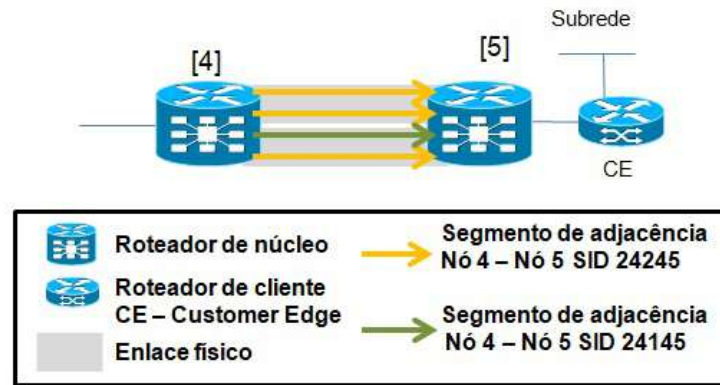 Subrede
[4]
[5]
CE
Roteador de núcleo
Segmento de adjacência
Nó 4 – Nó 5 SID 24245
Roteador de cliente
CE – Customer Edge
Segmento de adjacência
Nó 4 – Nó 5 SID 24145
Enlace físico